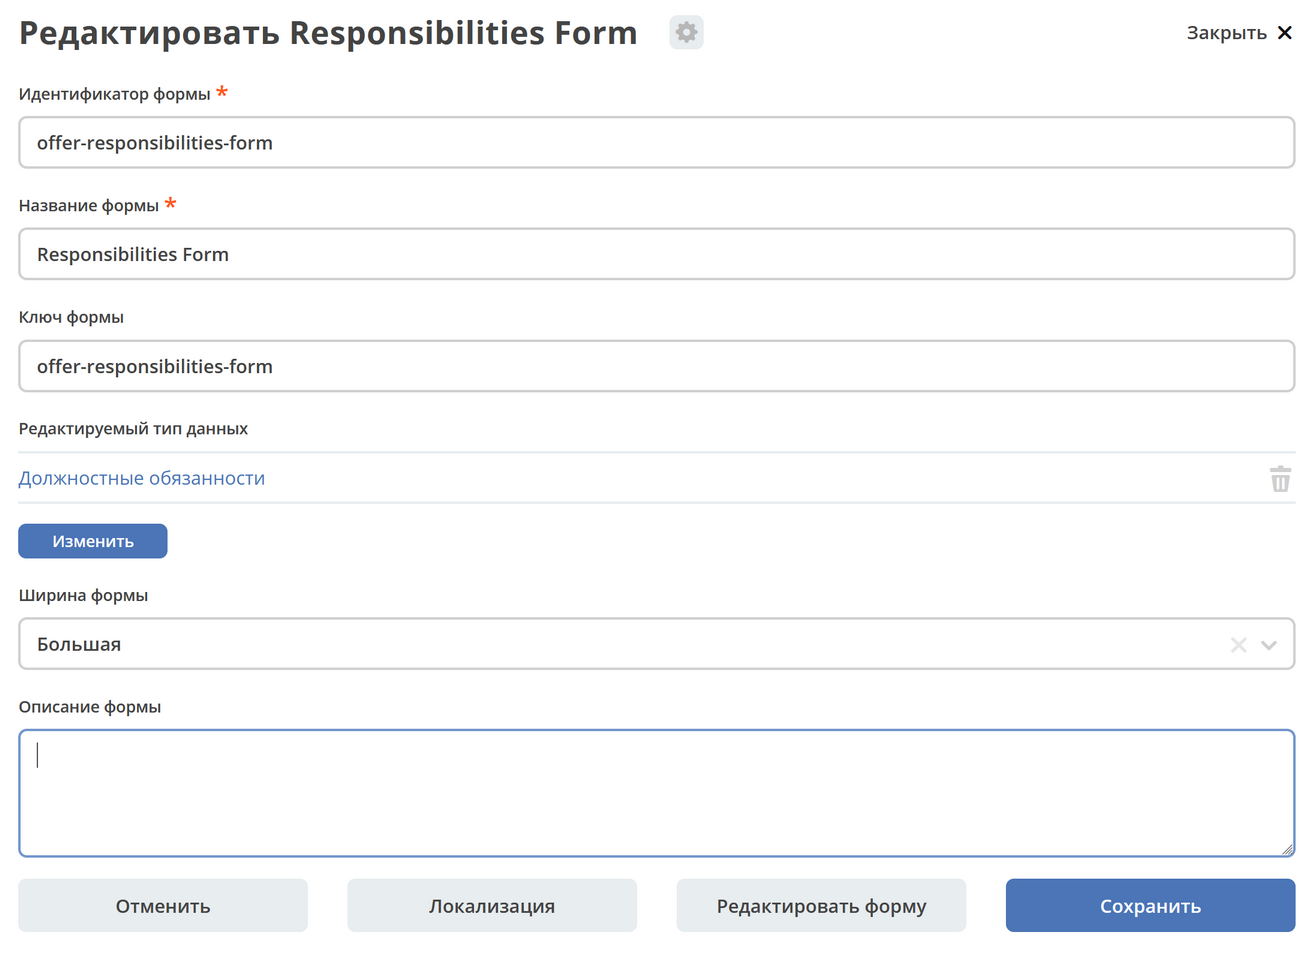 Редактировать Responsibilities Form
Закрыть
Идентификатор формы *
offer-responsibilities-form
Название формы *
Responsibilities Form
Ключ формы
offer-responsibilities-form
Редактируемый тип данных
Должностные обязанности
Изменить
Ширина формы
Большая
Описание формы
Отменить
Локализация
Редактировать форму
Сохранить